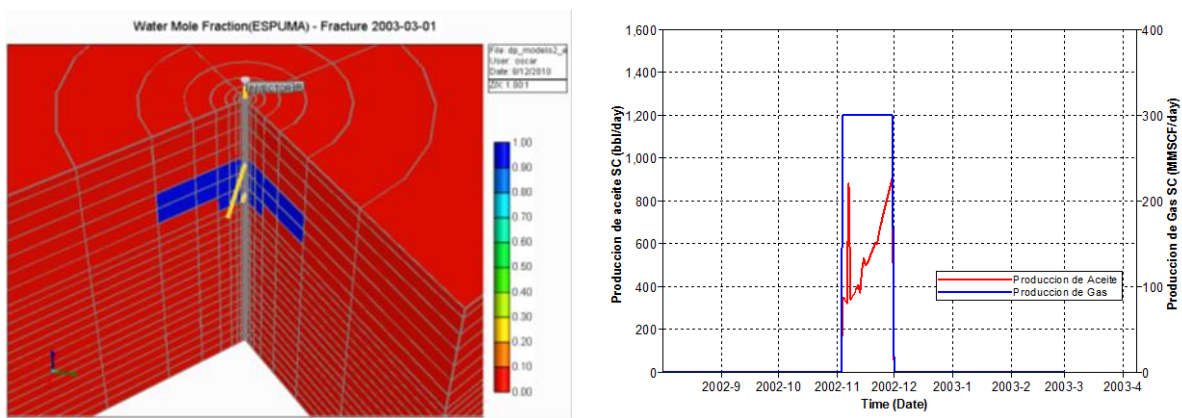 Water Mole Fraction(ESPUMA) - Fracture 2003-03-01
User: oscar
Date: 8/12/2010
Z/X: 1.00:1
1.00
0.90
0.80
0.70
0.60
0.50
0.40
0.30
0.20
0.10
0.00
Produccion de aceite SC (bbl/day)
1,600
1,400
1,200
1,000
800
600
400
200
0
400
300
200
100
0
Produccion de Gas SC (MMSCF/day)
Produccion de Aceite
Produccion de Gas
2002-9 2002-10 2002-11 2002-12 2003-1 2003-2 2003-3 2003-4
Time (Date)